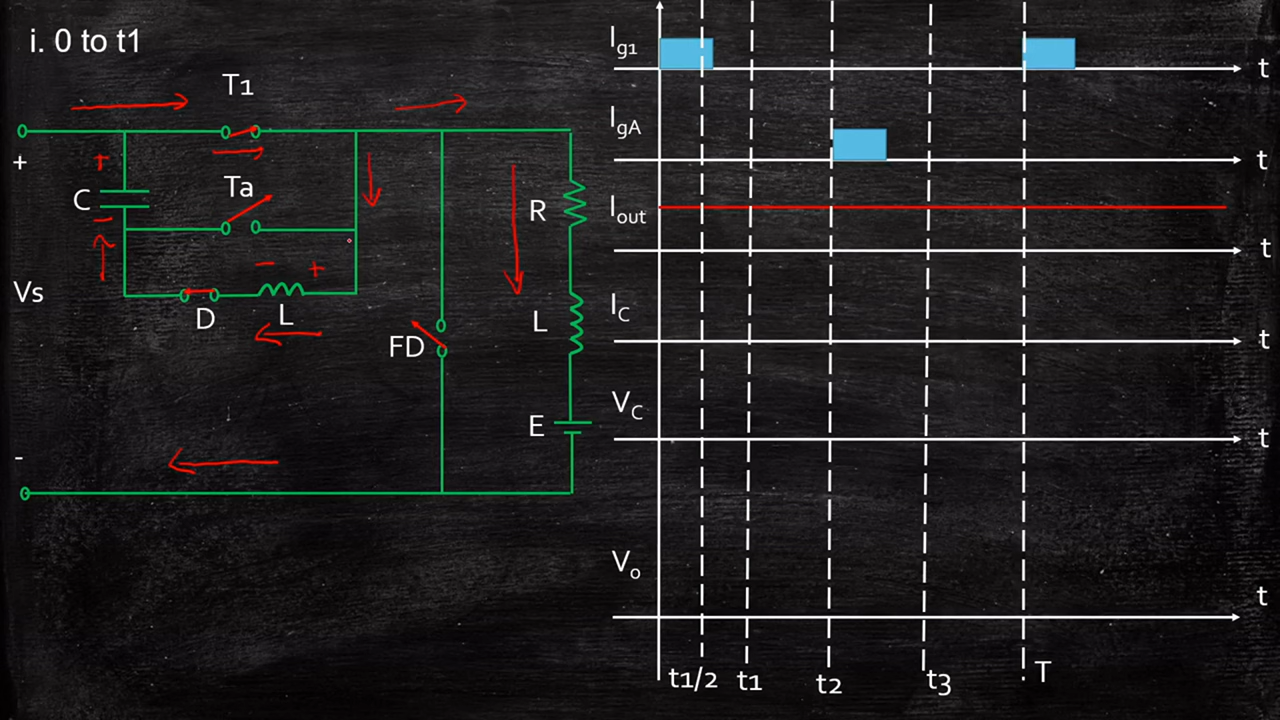 i. 0 to t1
T1
+
+
C
−
Ta
Vs
− +
D
L
FD
-
R
L
E
Ig1
t
IgA
t
Iout
t
IC
t
VC
t
Vo
t
t1/2 t1 t2 t3 T